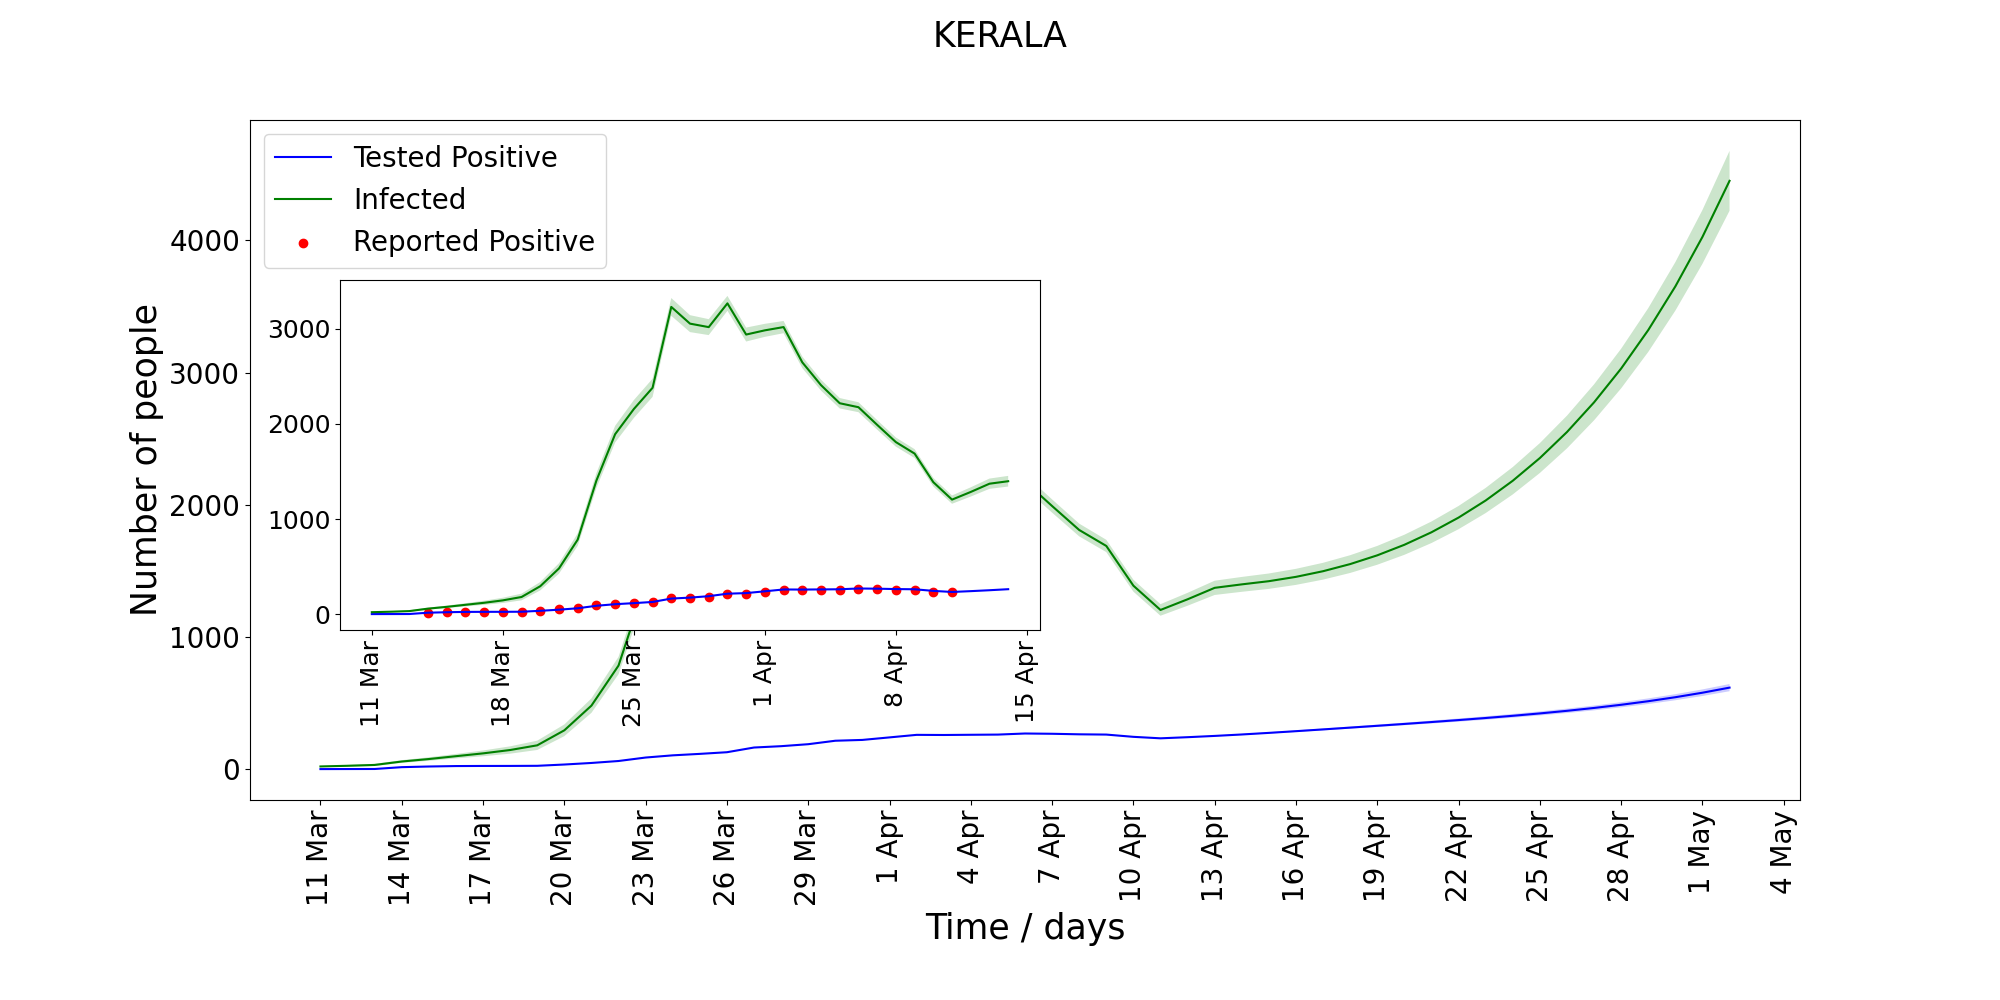 KERALA
Tested Positive
Infected
Reported Positive
Number of people
4000
3000
2000
1000
0
3000
2000
1000
0
11 Mar
18 Mar
25 Mar
1 Apr
8 Apr
15 Apr
11 Mar
14 Mar
17 Mar
20 Mar
23 Mar
26 Mar
29 Mar
1 Apr
4 Apr
7 Apr
10 Apr
13 Apr
16 Apr
19 Apr
22 Apr
25 Apr
28 Apr
1 May
4 May
Time / days